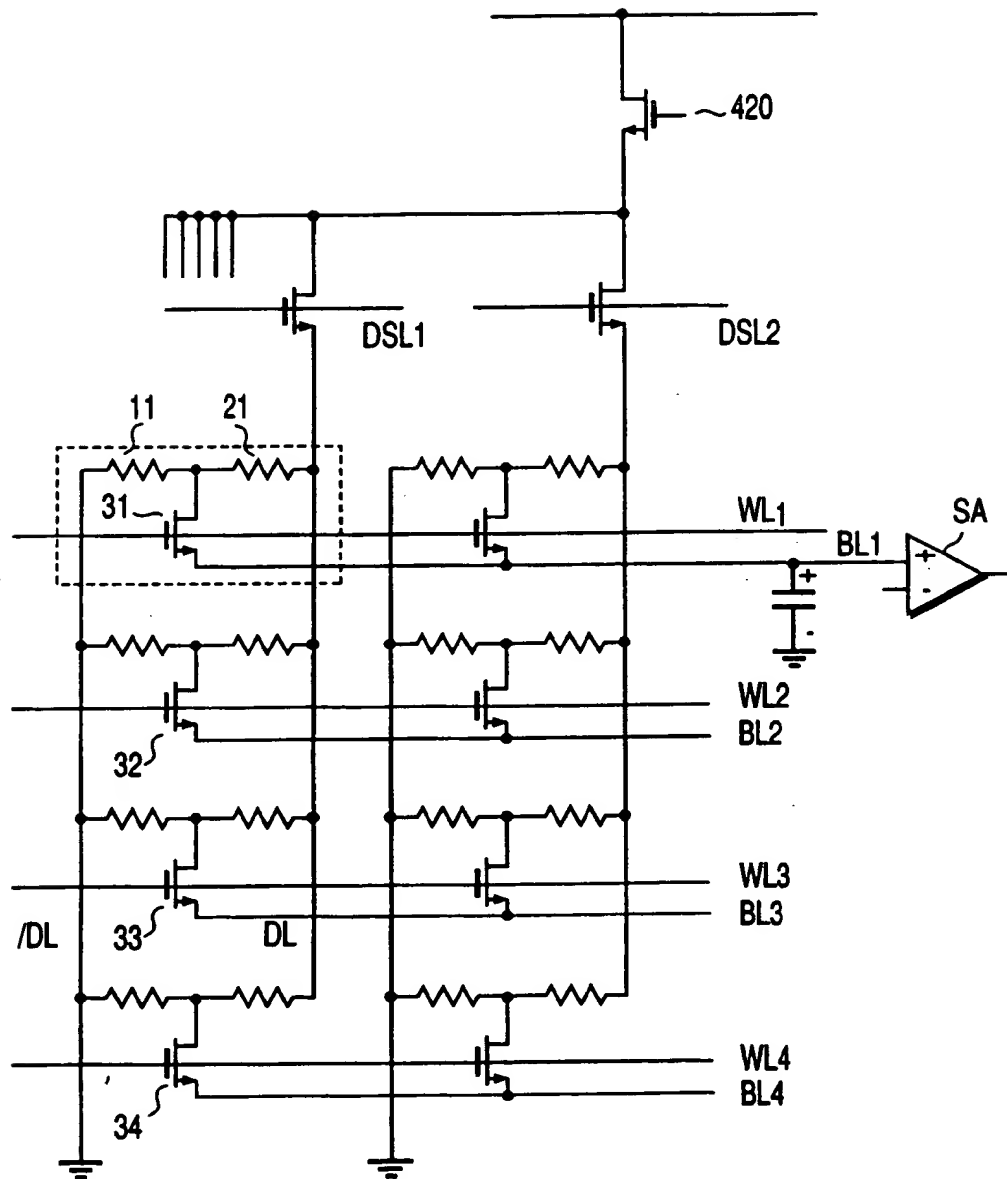 420
DSL1 DSL2
11 21
31
WL1
SA
BL1
+
+
-
-
WL2
BL2
32
WL3
BL3
/DL 33 DL
WL4
BL4
34